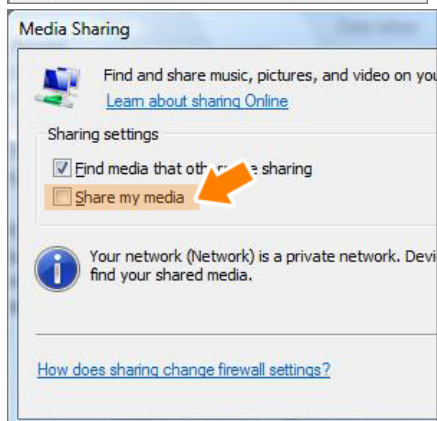 Media Sharing
Find and share music, pictures, and video on you
Learn about sharing Online
Sharing settings
Find media that oth sharing
Share my media
Your network (Network) is a private network. Devi
find your shared media.
How does sharing change firewall settings?